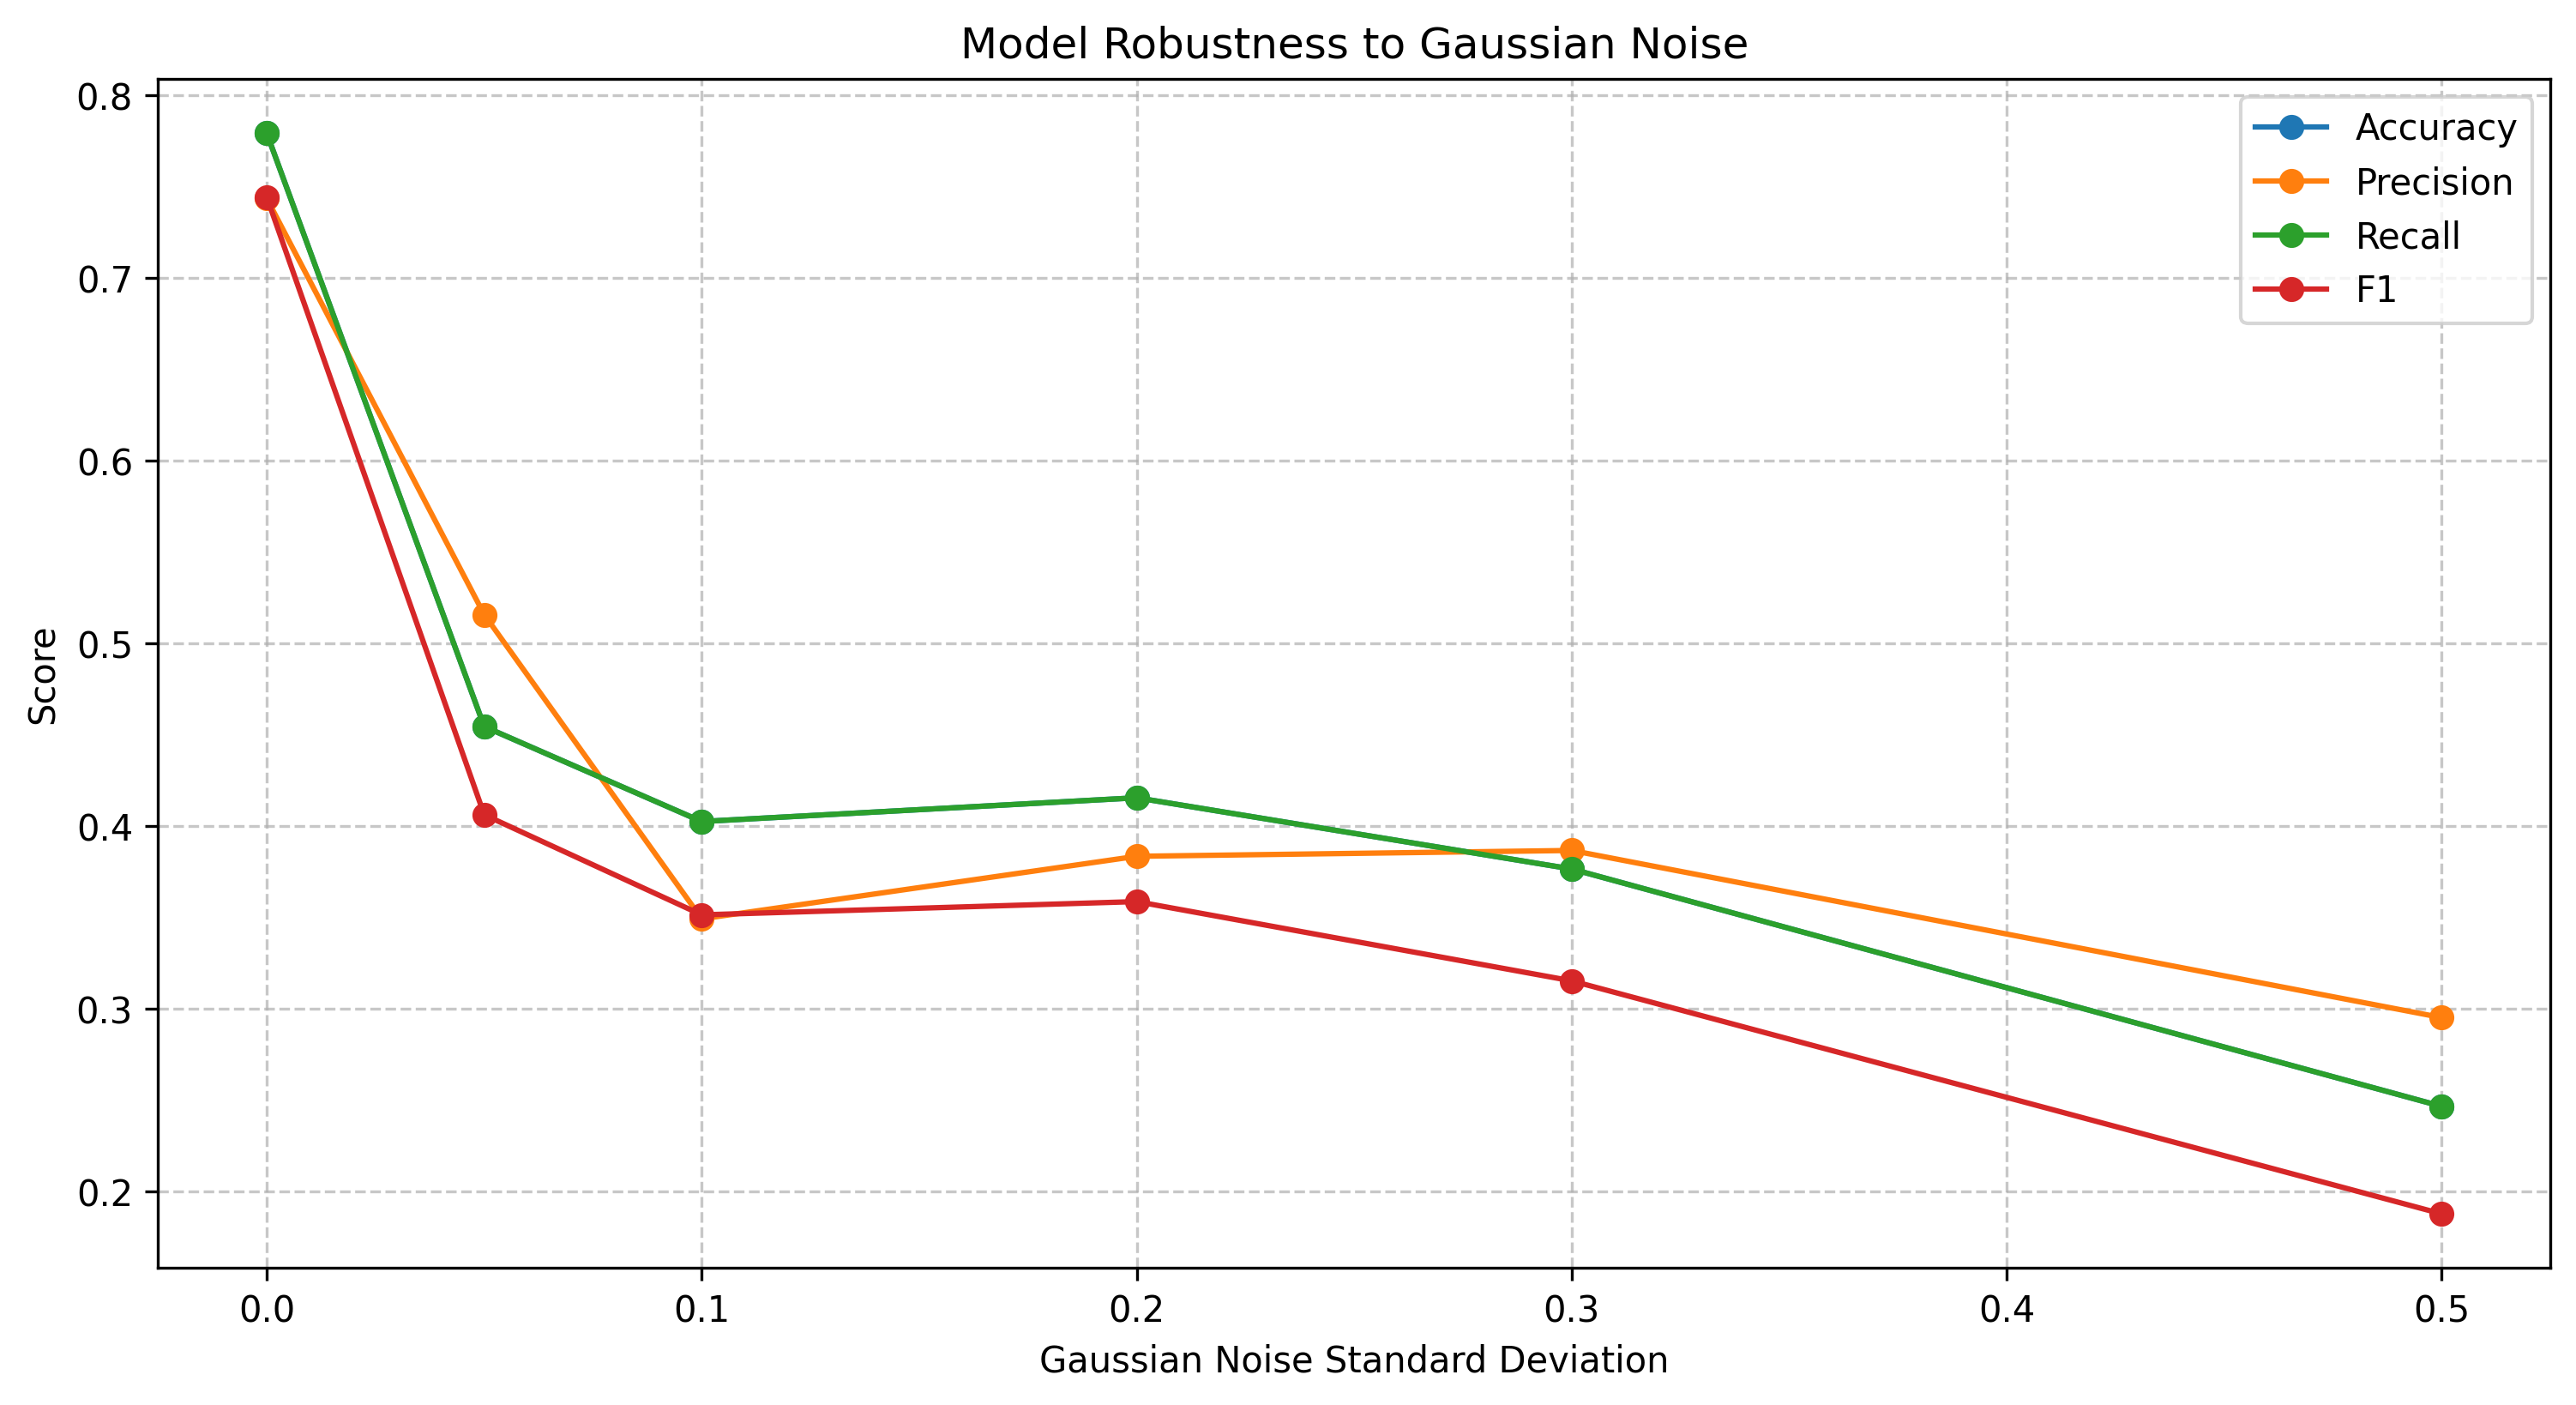 Model Robustness to Gaussian Noise
0.8
0.7
0.6
0.5
0.4
0.3
0.2
Score
Accuracy
Precision
Recall
F1
0.0 0.1 0.2 0.3 0.4 0.5
Gaussian Noise Standard Deviation